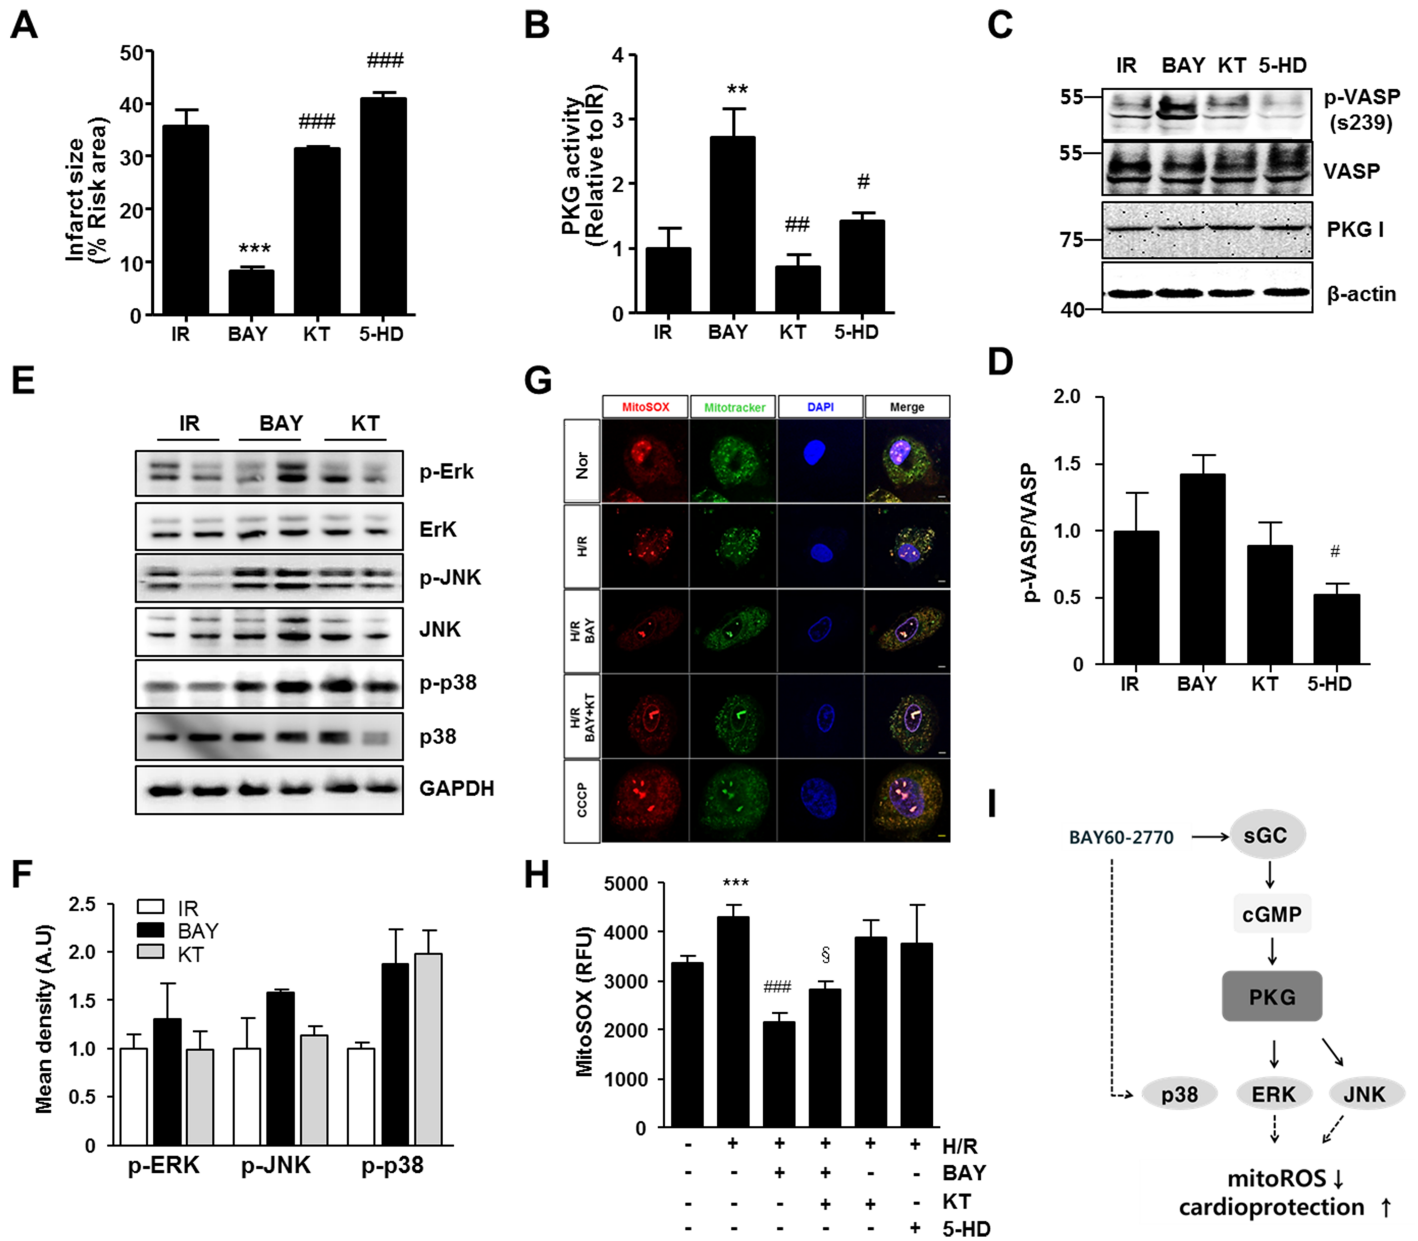 A
Infarct size
(% Risk area)
50
40
30
20
10
0
***
###
###
IR BAY KT 5-HD
B
PKG activity
(Relative to IR)
4
3
2
1
0
**
##
#
IR BAY KT 5-HD
C
IR BAY KT 5-HD
55
p-VASP
(s239)
55
VASP
75
PKG I
40
β-actin
D
p-VASP/VASP
2.0
1.5
1.0
0.5
0
#
IR BAY KT 5-HD
E
IR BAY KT
p-Erk
ErK
p-JNK
JNK
p-p38
p38
GAPDH
F
Mean density (A.U)
2.5
2.0
1.5
1.0
0.5
0
IR
BAY
KT
p-ERK p-JNK p-p38
G
MitoSOX Mitotracker DAPI Merge
Nor
H/R
H/R
BAY
H/R
BAY+KT
CCCP
H
MitoSOX (RFU)
5000
4000
3000
2000
1000
0
***
###
§
- + + + + + H/R
- - + + - - BAY
- - - + + - KT
- - - - - + 5-HD
I
BAY60-2770 sGC
cGMP
PKG
p38 ERK JNK
mitoROS ↓
cardioprotection ↑